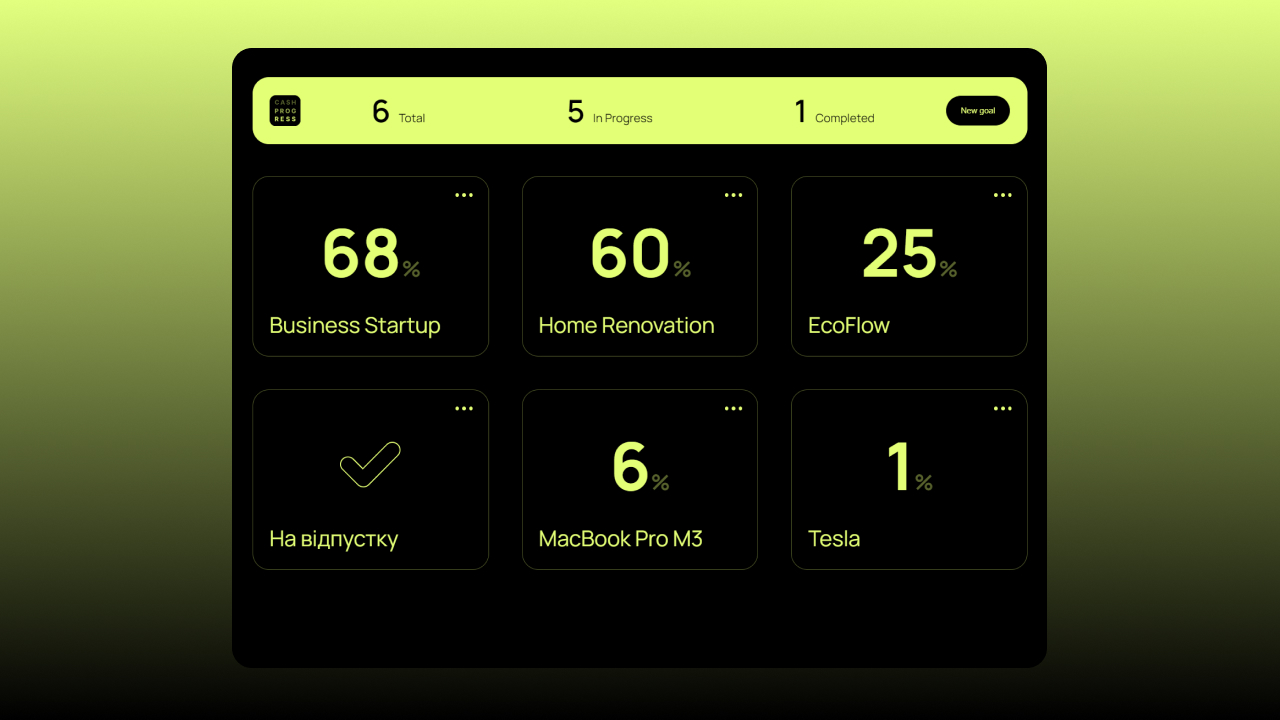 CASH
PROG
RESS
6 Total
5 In Progress
1 Completed
New goal
68%
60%
25%
Business Startup
Home Renovation
EcoFlow
6%
1%
На відпустку
MacBook Pro M3
Tesla